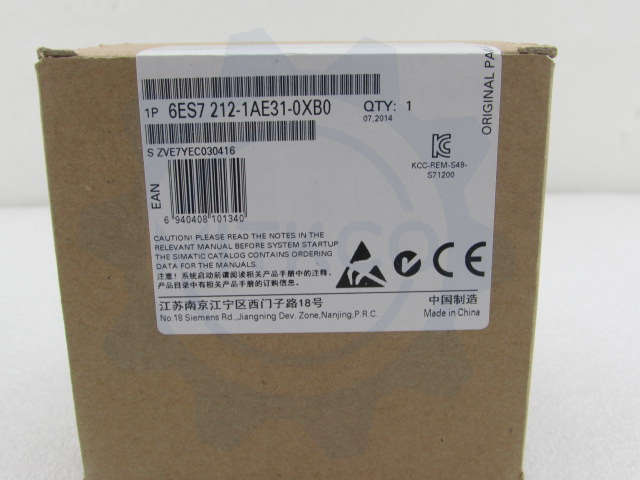 1P 6ES7 212-1AE31-0XB0 QTY: 1
07,2014
S ZVE7YEC030416
KCC-REM-S49-
S71200
ORIGINAL PA
EAN
6 940408 101340
CAUTION! PLEASE READ THE NOTES IN THE
RELEVANT MANUAL BEFORE SYSTEM STARTUP
THE SIMATIC CATALOG CONTAINS ORDERING
DATA FOR THE MANUALS.
注意！系统启动前请阅读相关产品手册中的注释。
产品目录中有相关产品手册的订购信息。
CE
江苏南京江宁区西门子路18号
中国制造
No.18 Siemens Rd.,Jiangning Dev. Zone,Nanjing,P.R.C.
Made in China